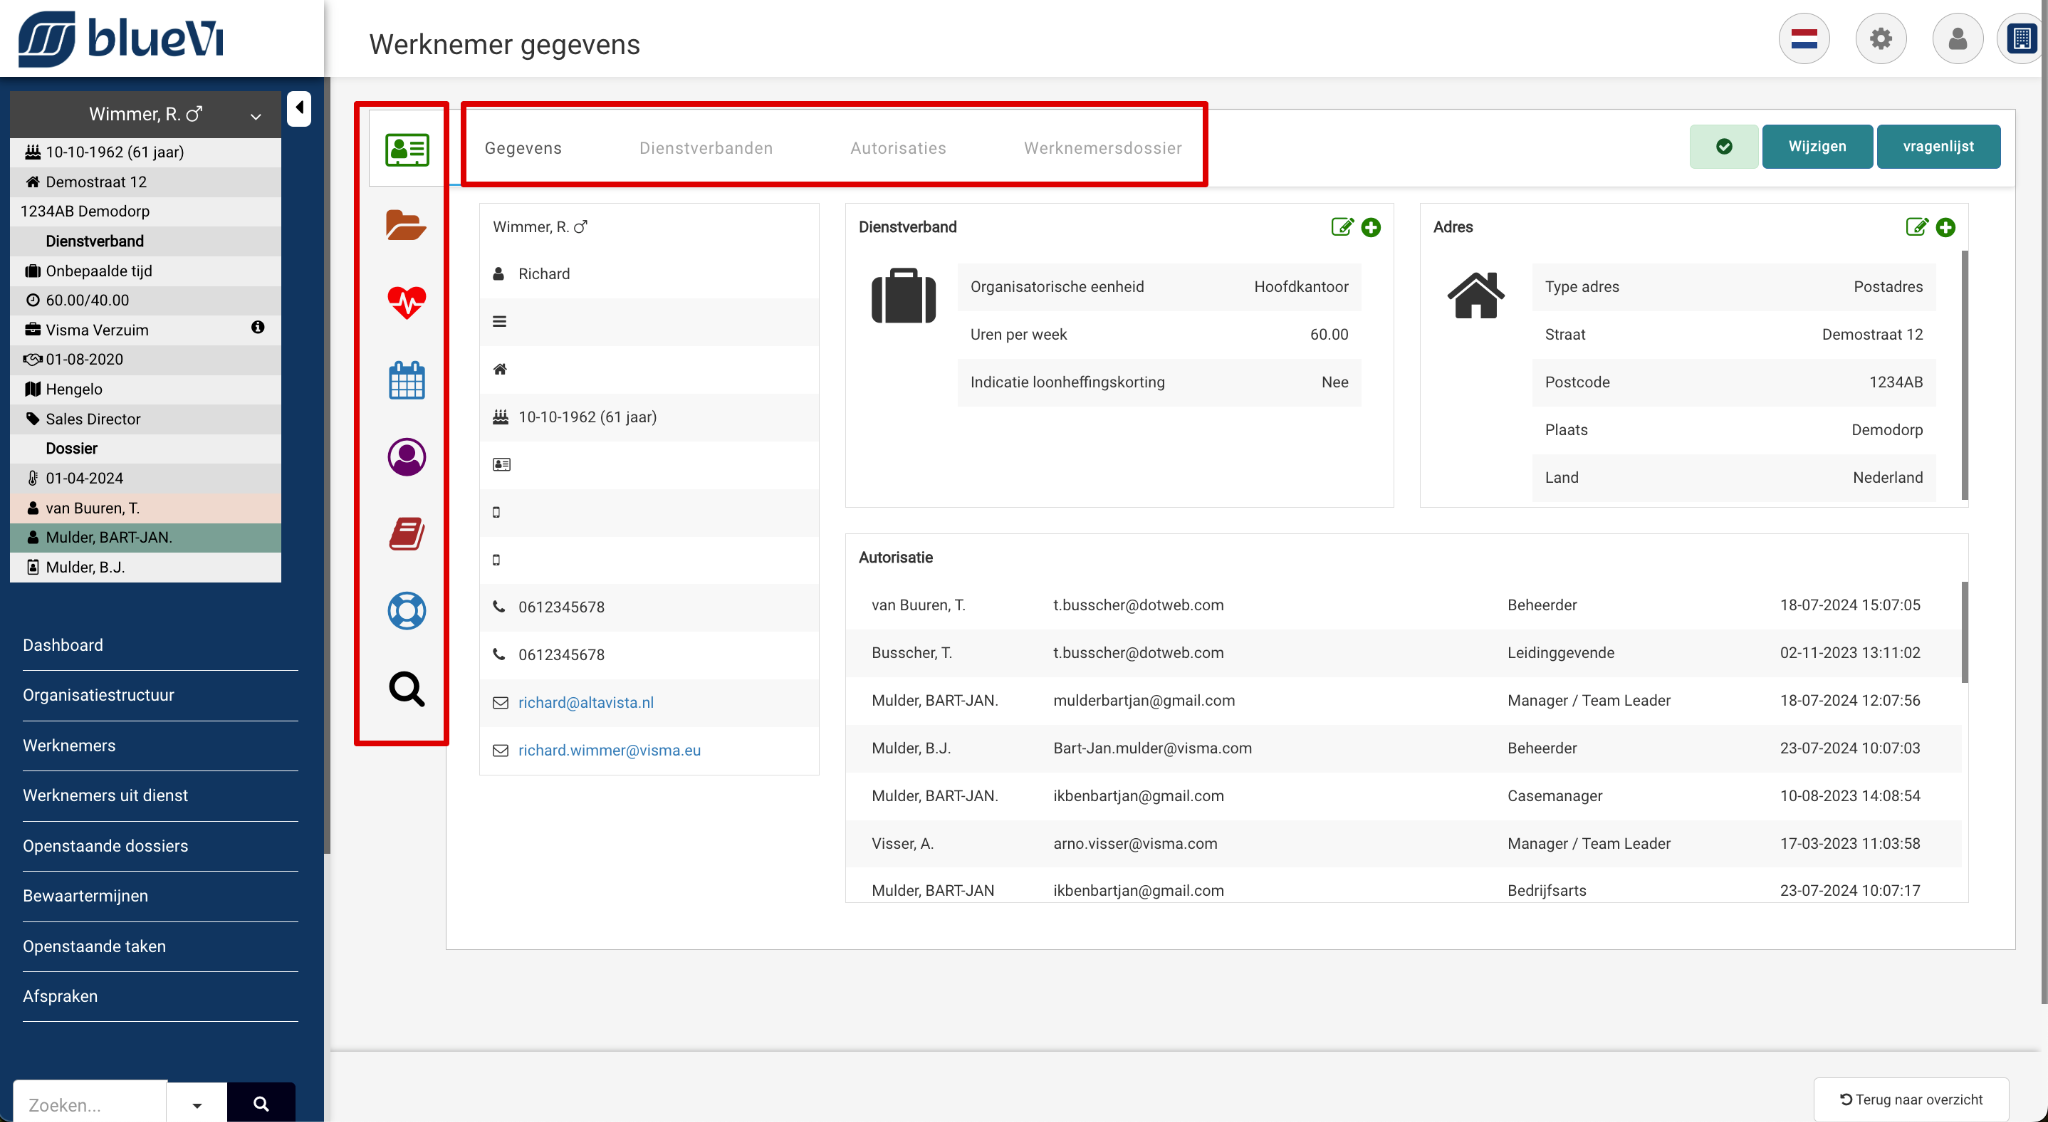 blueVi
Werknemer gegevens
Wimmer, R.
10-10-1962 (61 jaar)
Demostraat 12
1234AB Demodorp
Dienstverband
Onbepaalde tijd
60.00/40.00
Visma Verzuim
01-08-2020
Hengelo
Sales Director
Dossier
01-04-2024
van Buuren, T.
Mulder, BART-JAN.
Mulder, B.J.
Dashboard
Organisatiestructuur
Werknemers
Werknemers uit dienst
Openstaande dossiers
Bewaartermijnen
Openstaande taken
Afspraken
Zoeken...
Gegevens Dienstverbanden Autorisaties Werknemersdossier
Wijzigen vragenlijst
Wimmer, R.
Richard
10-10-1962 (61 jaar)
0612345678
0612345678
richard@altavista.nl
richard.wimmer@visma.eu
Dienstverband
Organisatorische eenheid Hoofdkantoor
Uren per week 60.00
Indicatie loonheffingskorting Nee
Adres
Type adres Postadres
Straat Demostraat 12
Postcode 1234AB
Plaats Demodorp
Land Nederland
Autorisatie
van Buuren, T. t.busscher@dotweb.com Beheerder 18-07-2024 15:07:05
Busscher, T. t.busscher@dotweb.com Leidinggevende 02-11-2023 13:11:02
Mulder, BART-JAN. mulderbartjan@gmail.com Manager / Team Leader 18-07-2024 12:07:56
Mulder, B.J. Bart-Jan.mulder@visma.com Beheerder 23-07-2024 10:07:03
Mulder, BART-JAN. ikbenbartjan@gmail.com Casemanager 10-08-2023 14:08:54
Visser, A. arno.visser@visma.com Manager / Team Leader 17-03-2023 11:03:58
Mulder, BART-JAN ikbenbartjan@gmail.com Bedrijfsarts 23-07-2024 10:07:17
Terug naar overzicht